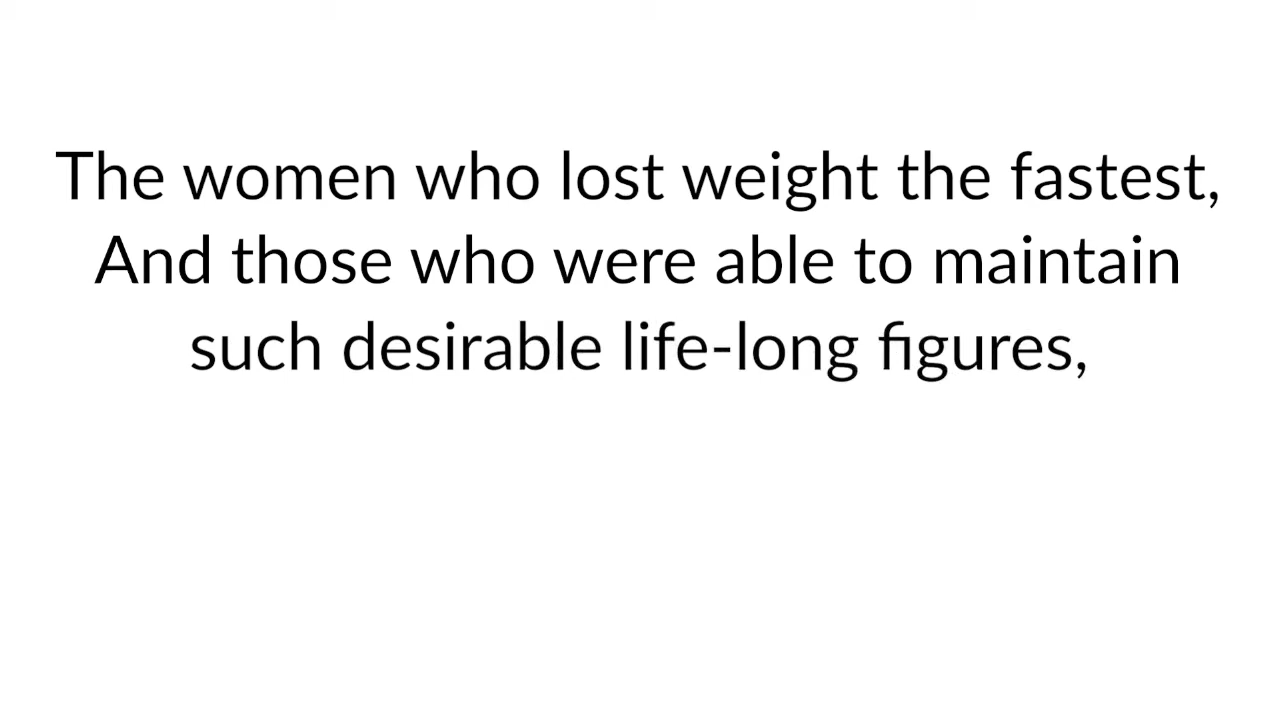 The women who lost weight the fastest,
And those who were able to maintain
such desirable life-long figures,